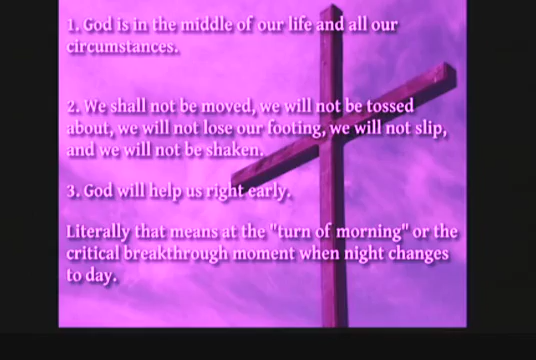 1. God is in the middle of our life and all our
circumstances.
2. We shall not be moved, we will not be tossed
about, we will not lose our footing, we will not slip,
and we will not be shaken.
3. God will help us right early.
Literally that means at the "turn of morning" or the
critical breakthrough moment when night changes
to day.